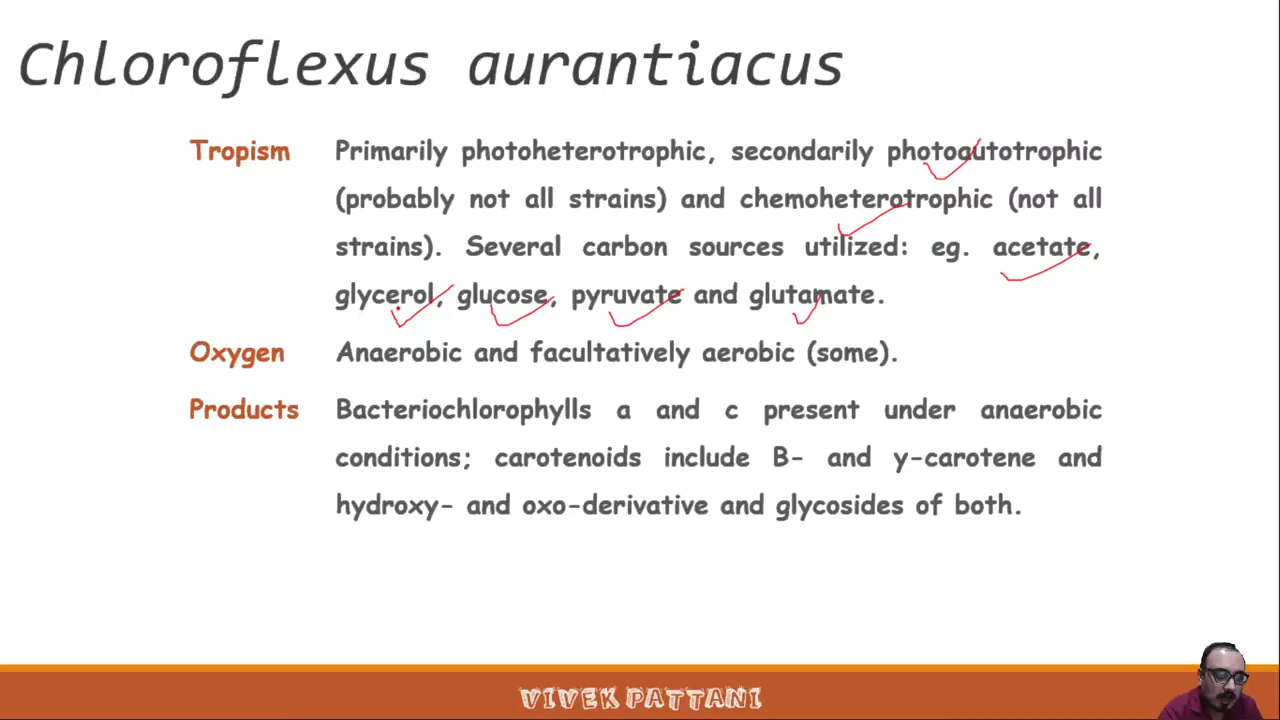 Chloroflexus aurantiacus
Tropism Primarily photoheterotrophic, secondarily photoautotrophic
(probably not all strains) and chemoheterotrophic (not all
strains). Several carbon sources utilized: eg. acetate,
glycerol, glucose, pyruvate and glutamate.
Oxygen Anaerobic and facultatively aerobic (some).
Products Bacteriochlorophylls a and c present under anaerobic
conditions; carotenoids include B- and y-carotene and
hydroxy- and oxo-derivative and glycosides of both.
VIVEK PATTANI